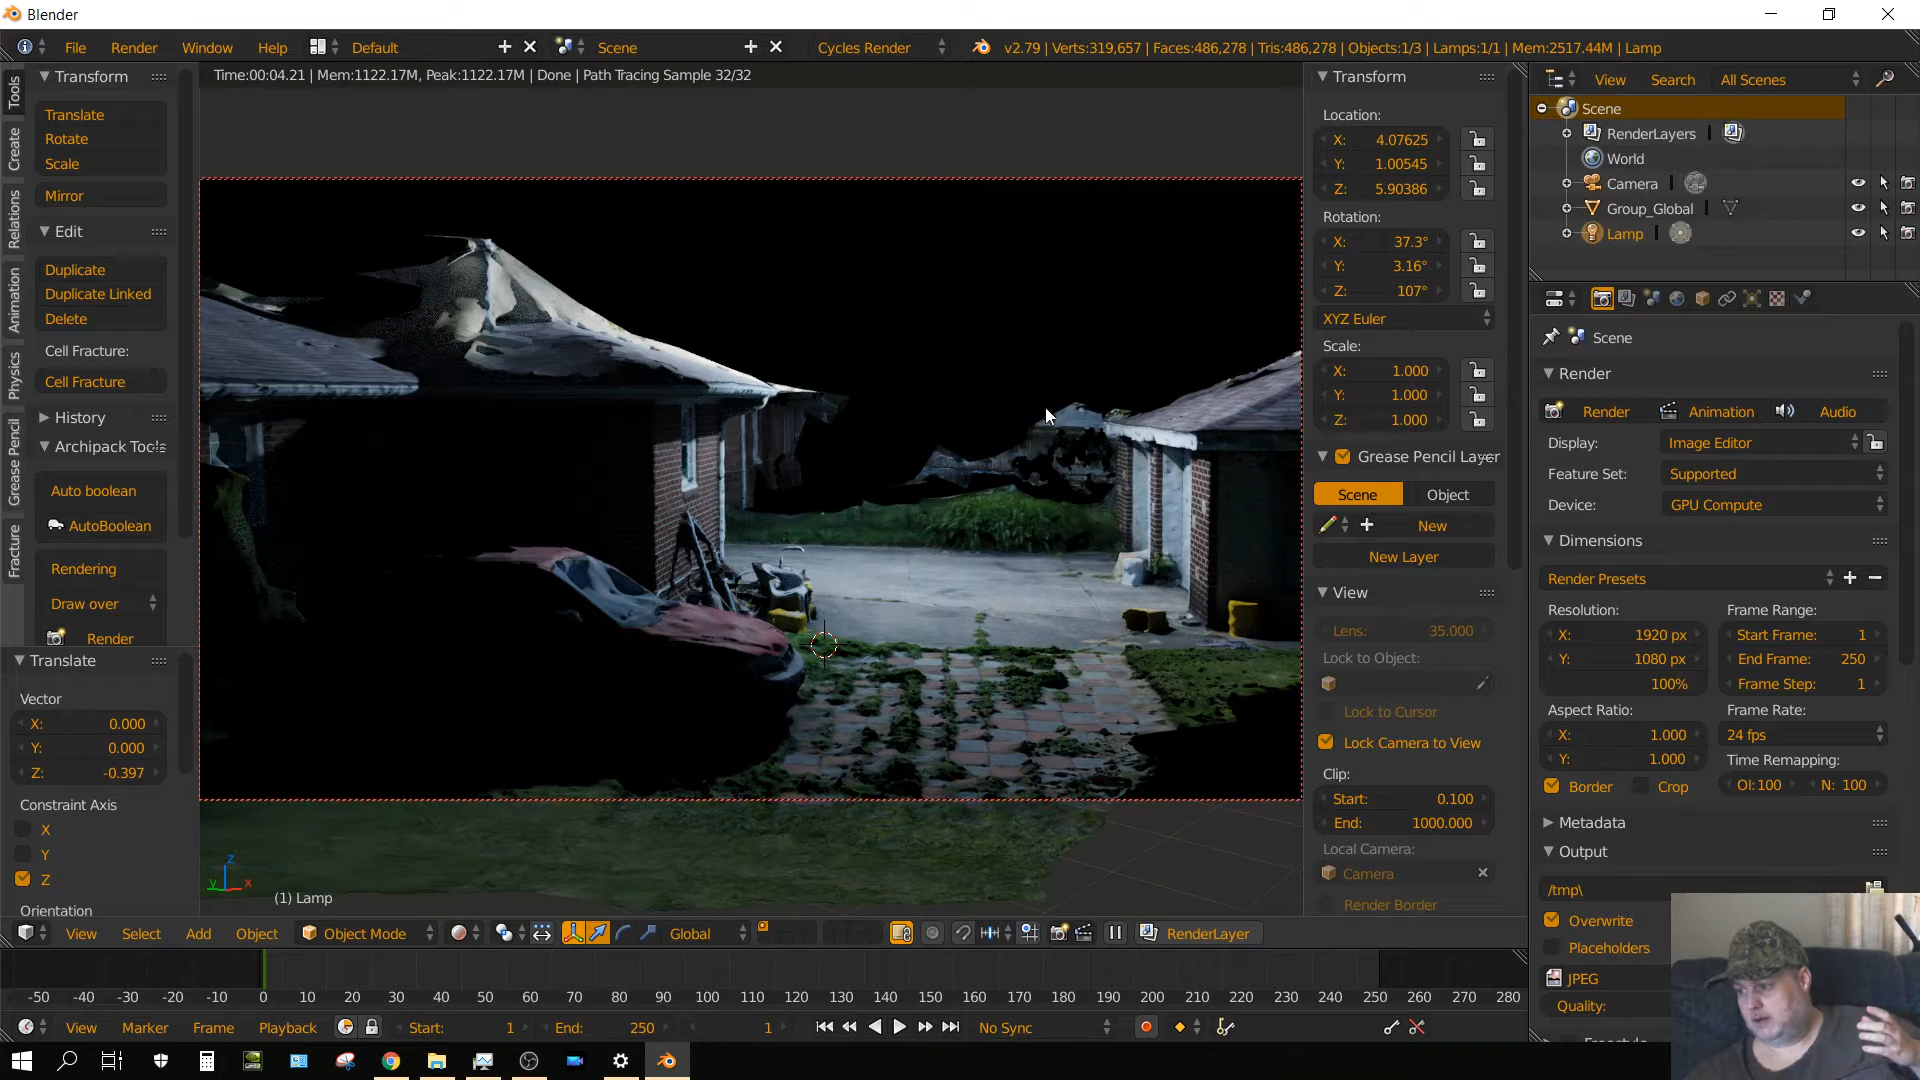 Blender
File Render Window Help Default Scene Cycles Render v2.79 | Verts:319,657 | Faces:486,278 | Tris:486,278 | Objects:1/3 | Lamps:1/1 | Mem:2517.44M | Lamp
Time:00:04.21 | Mem:1122.17M, Peak:1122.17M | Done | Path Tracing Sample 32/32
Tools
Create
Relations
Animation
Physics
Grease Pencil
Fracture
Transform
Translate
Rotate
Scale
Mirror
Edit
Duplicate
Duplicate Linked
Delete
Cell Fracture:
Cell Fracture
History
Archipack Tools
Auto boolean
AutoBoolean
Rendering
Draw over
Render
Translate
Vector
X: 0.000
Y: 0.000
Z: -0.397
Constraint Axis
X
Y
Z
Orientation
z
y x
(1) Lamp
Transform
Location:
X: 4.07625
Y: 1.00545
Z: 5.90386
Rotation:
X: 37.3°
Y: 3.16°
Z: 107°
XYZ Euler
Scale:
X: 1.000
Y: 1.000
Z: 1.000
Grease Pencil Layer
Scene Object
New
New Layer
View
Lens: 35.000
Lock to Object:
Lock to Cursor
Lock Camera to View
Clip:
Start: 0.100
End: 1000.000
Local Camera:
Camera
Render Border
View Search All Scenes
Scene
RenderLayers
World
Camera
Group_Global
Lamp
Scene
Render
Render Animation Audio
Display: Image Editor
Feature Set: Supported
Device: GPU Compute
Dimensions
Render Presets
Resolution: Frame Range:
X: 1920 px Start Frame: 1
Y: 1080 px End Frame: 250
100% Frame Step: 1
Aspect Ratio: Frame Rate:
X: 1.000 24 fps
Y: 1.000 Time Remapping:
Border Crop Ol:100 N: 100
Metadata
Output
/tmp\
Overwrite
Placeholders
JPEG
Quality:
View Select Add Object Object Mode Global RenderLayer
-50 -40 -30 -20 -10 0 10 20 30 40 50 60 70 80 90 100 110 120 130 140 150 160 170 180 190 200 210 220 230 240 250 260 270 280
View Marker Frame Playback Start: 1 End: 250 1 No Sync